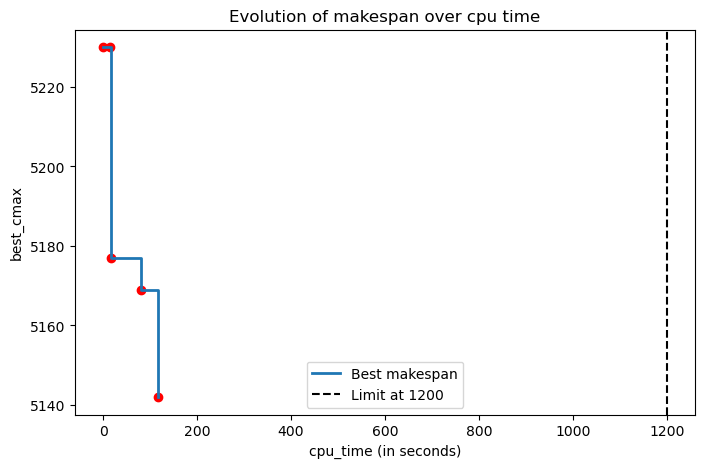 Evolution of makespan over cpu time
best_cmax
5220
5200
5180
5160
5140
Best makespan
Limit at 1200
0
200
400
600
800
1000
1200
cpu_time (in seconds)